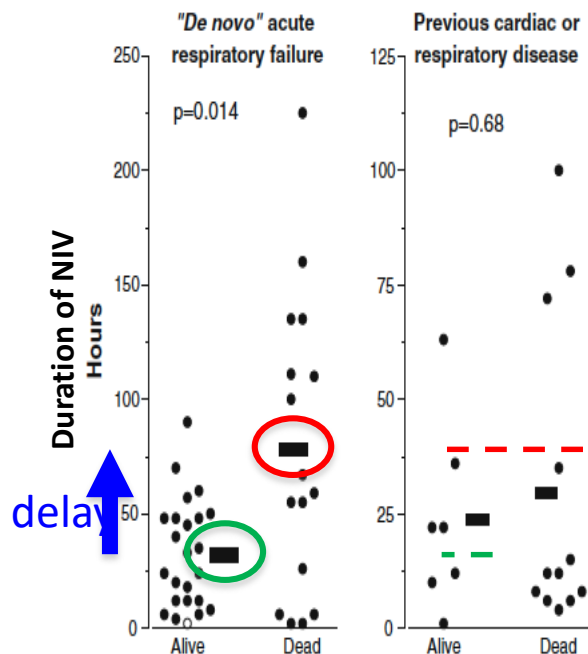 "De novo" acute
respiratory failure
Previous cardiac or
respiratory disease
p=0.014
p=0.68
Duration of NIV
Hours
delay
250
200
150
100
50
0
125
100
75
50
25
0
Alive
Dead
Alive
Dead